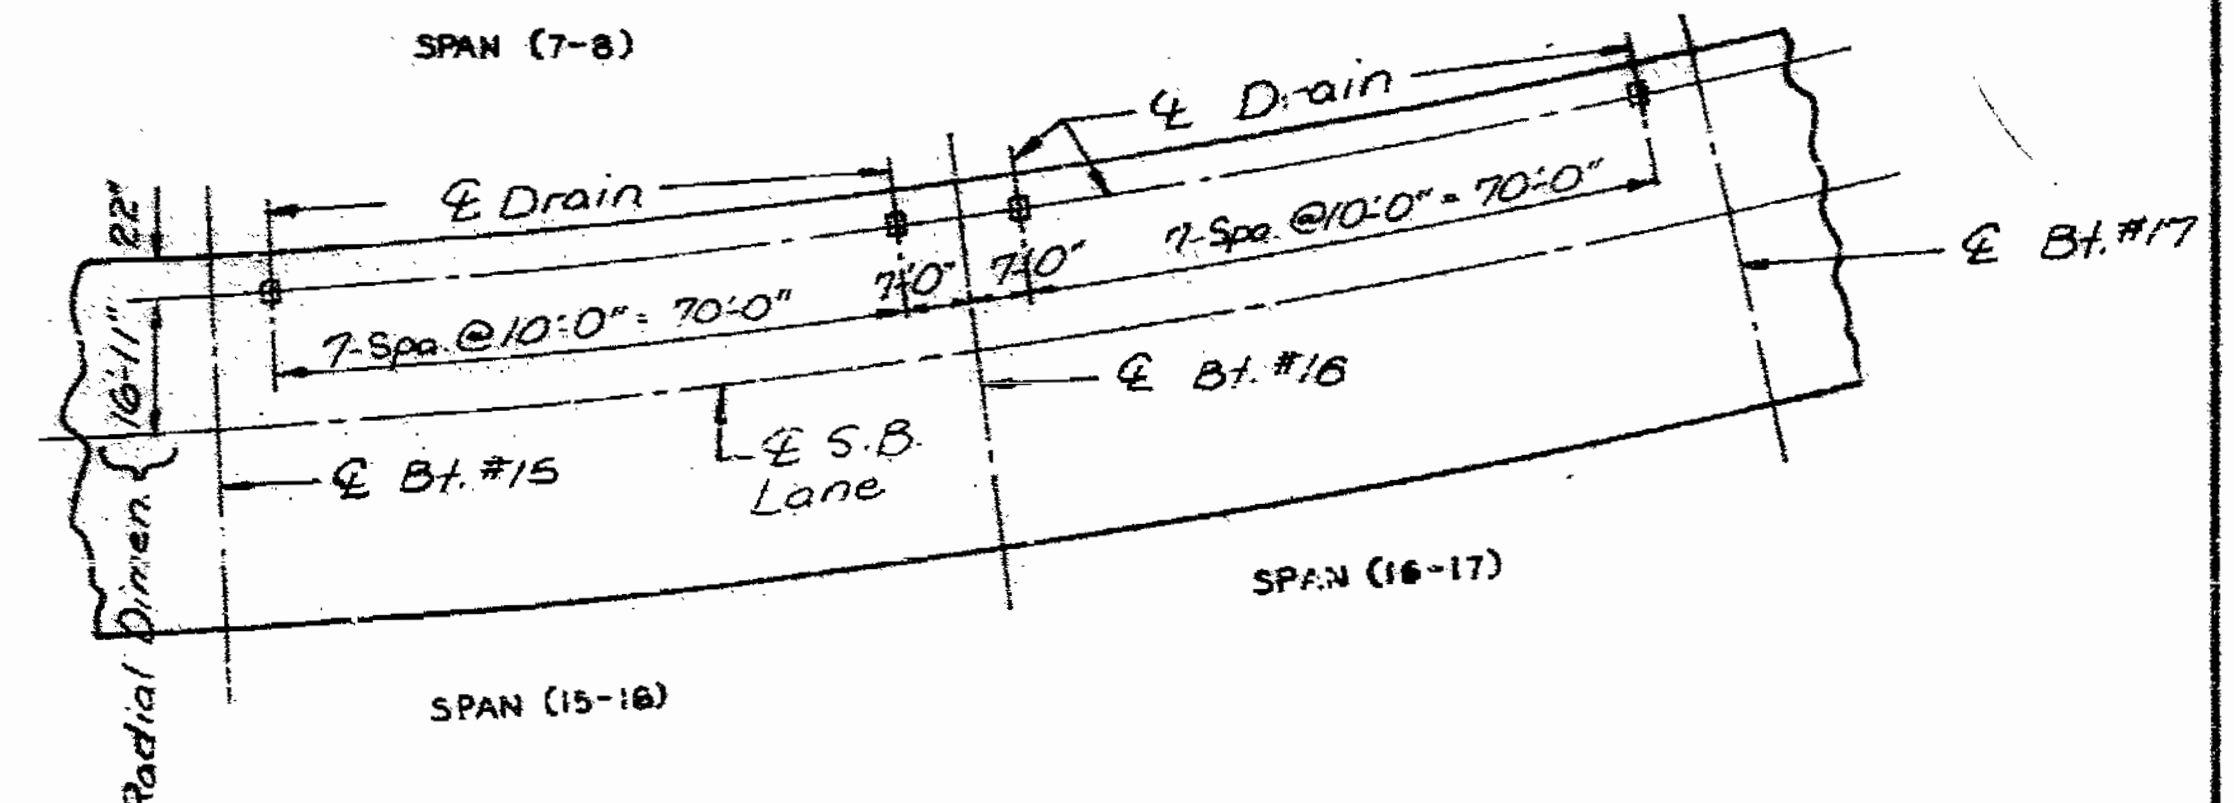 SPAN (7-8)
℄ Drain
℄ Drain
22"
16'-11"
Radial Dimen.
7-Spa. @10'-0" = 70'-0"
7'-0"
7'-0"
7-Spa. @10'-0" = 70'-0"
℄ Bt. #17
℄ Bt. #16
℄ S.B.
Lane
℄ Bt. #15
SPAN (16-17)
SPAN (15-16)